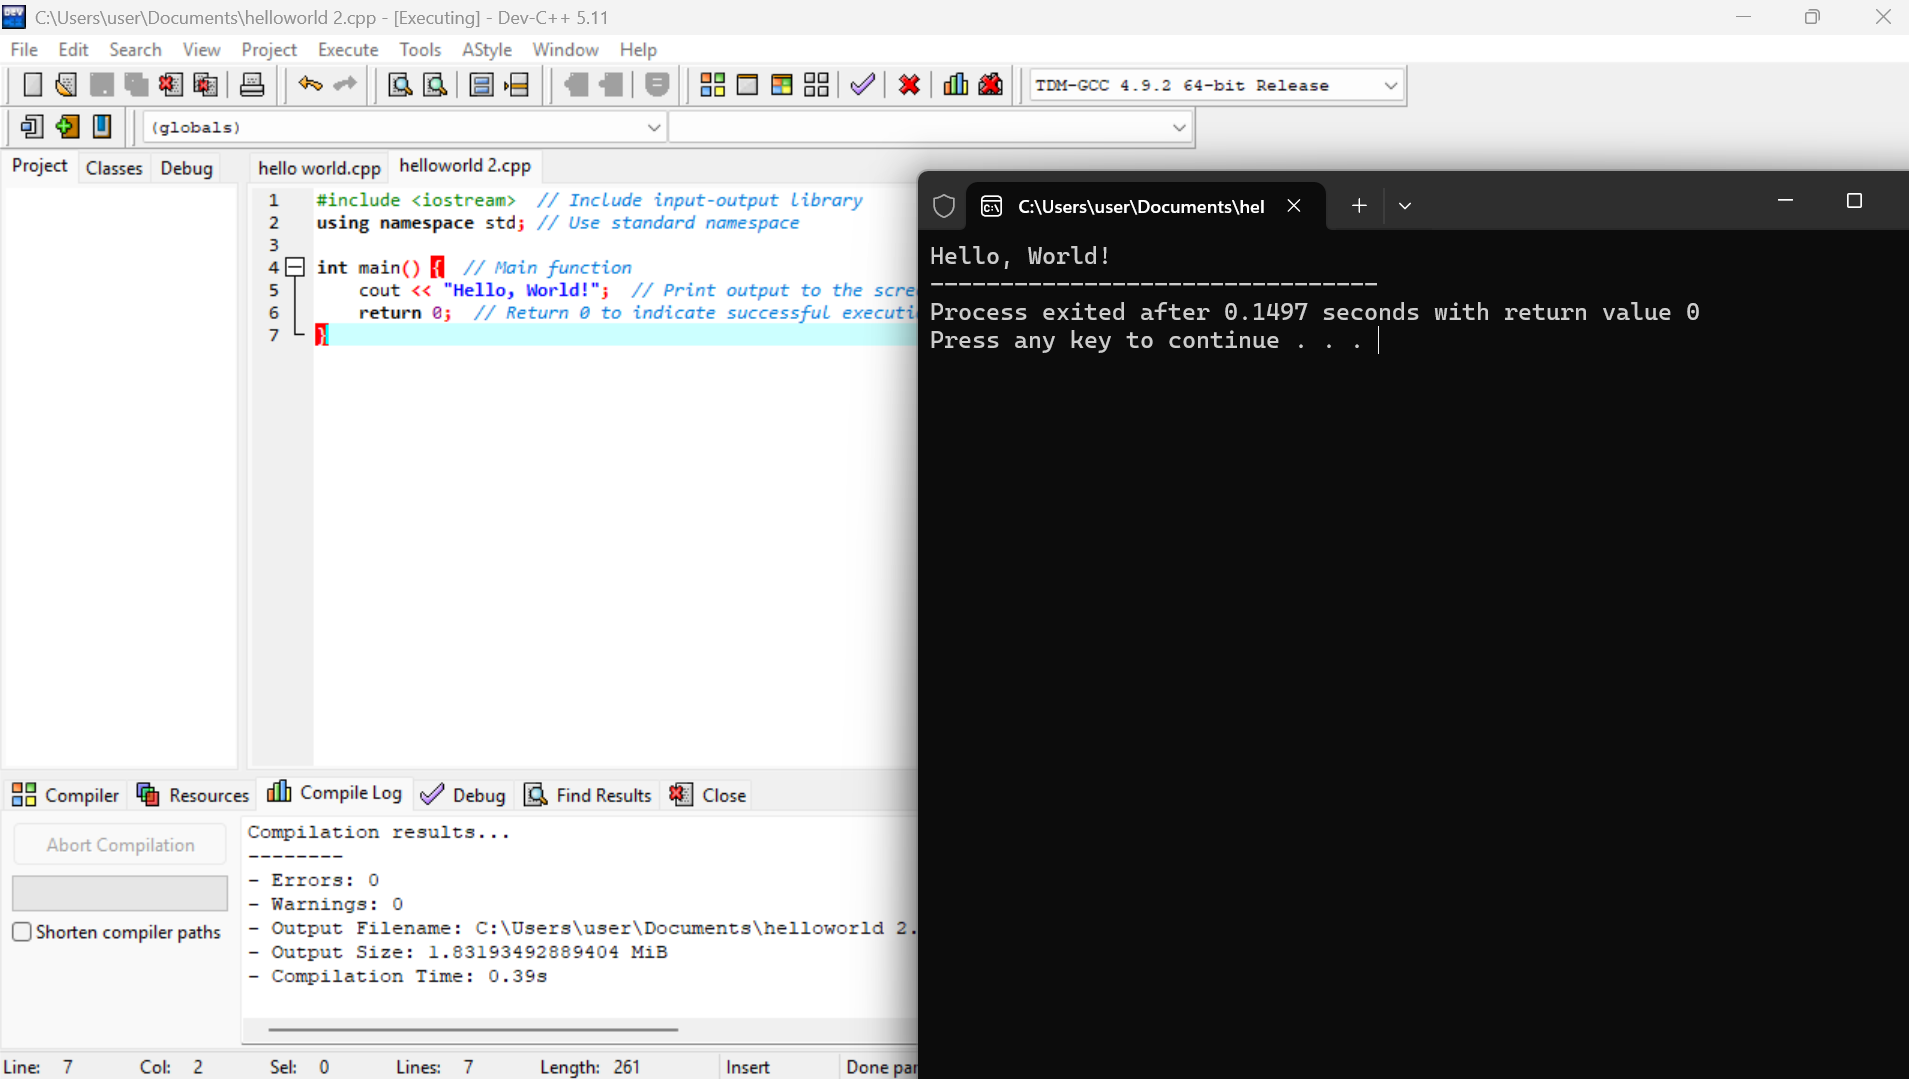 C:\Users\user\Documents\helloworld 2.cpp - [Executing] - Dev-C++ 5.11
File Edit Search View Project Execute Tools AStyle Window Help
TDM-GCC 4.9.2 64-bit Release
(globals)
Project Classes Debug
hello world.cpp helloworld 2.cpp
1 #include <iostream> // Include input-output library
2 using namespace std; // Use standard namespace
3
4 int main() { // Main function
5 cout << "Hello, World!"; // Print output to the scre
6 return 0; // Return 0 to indicate successful executi
7 }
C:\Users\user\Documents\hel
Hello, World!
--------------------------------
Process exited after 0.1497 seconds with return value 0
Press any key to continue . . .
Compiler Resources Compile Log Debug Find Results Close
Abort Compilation
Shorten compiler paths
Compilation results...
--------
- Errors: 0
- Warnings: 0
- Output Filename: C:\Users\user\Documents\helloworld 2.
- Output Size: 1.83193492889404 MiB
- Compilation Time: 0.39s
Line: 7 Col: 2 Sel: 0 Lines: 7 Length: 261 Insert Done par